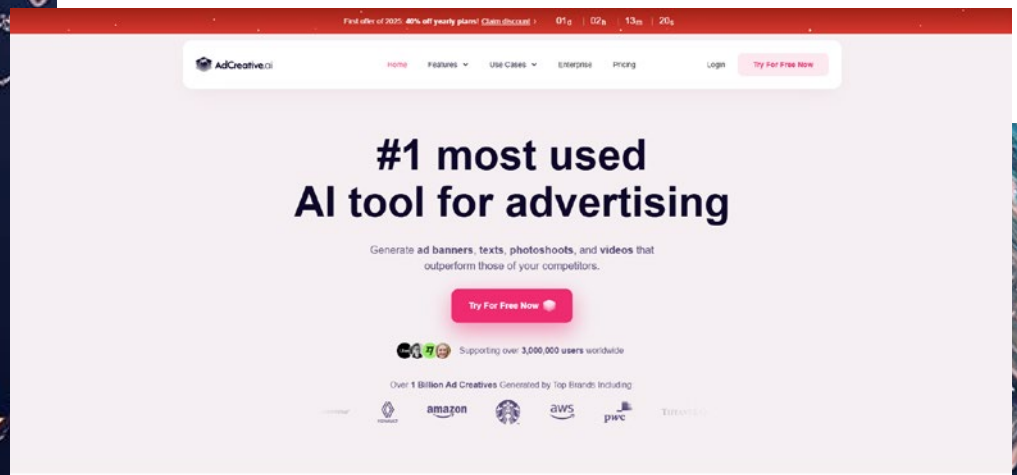 First offer of 2025: 40% off yearly plans! Claim discount › 01d | 02h | 13m | 20s
AdCreative.ai Home Features Use Cases Enterprise Pricing Login Try For Free Now
#1 most used
AI tool for advertising
Generate ad banners, texts, photoshoots, and videos that
outperform those of your competitors.
Try For Free Now
Supporting over 3,000,000 users worldwide
Over 1 Billion Ad Creatives Generated by Top Brands Including
RENAULT amazon aws pwc